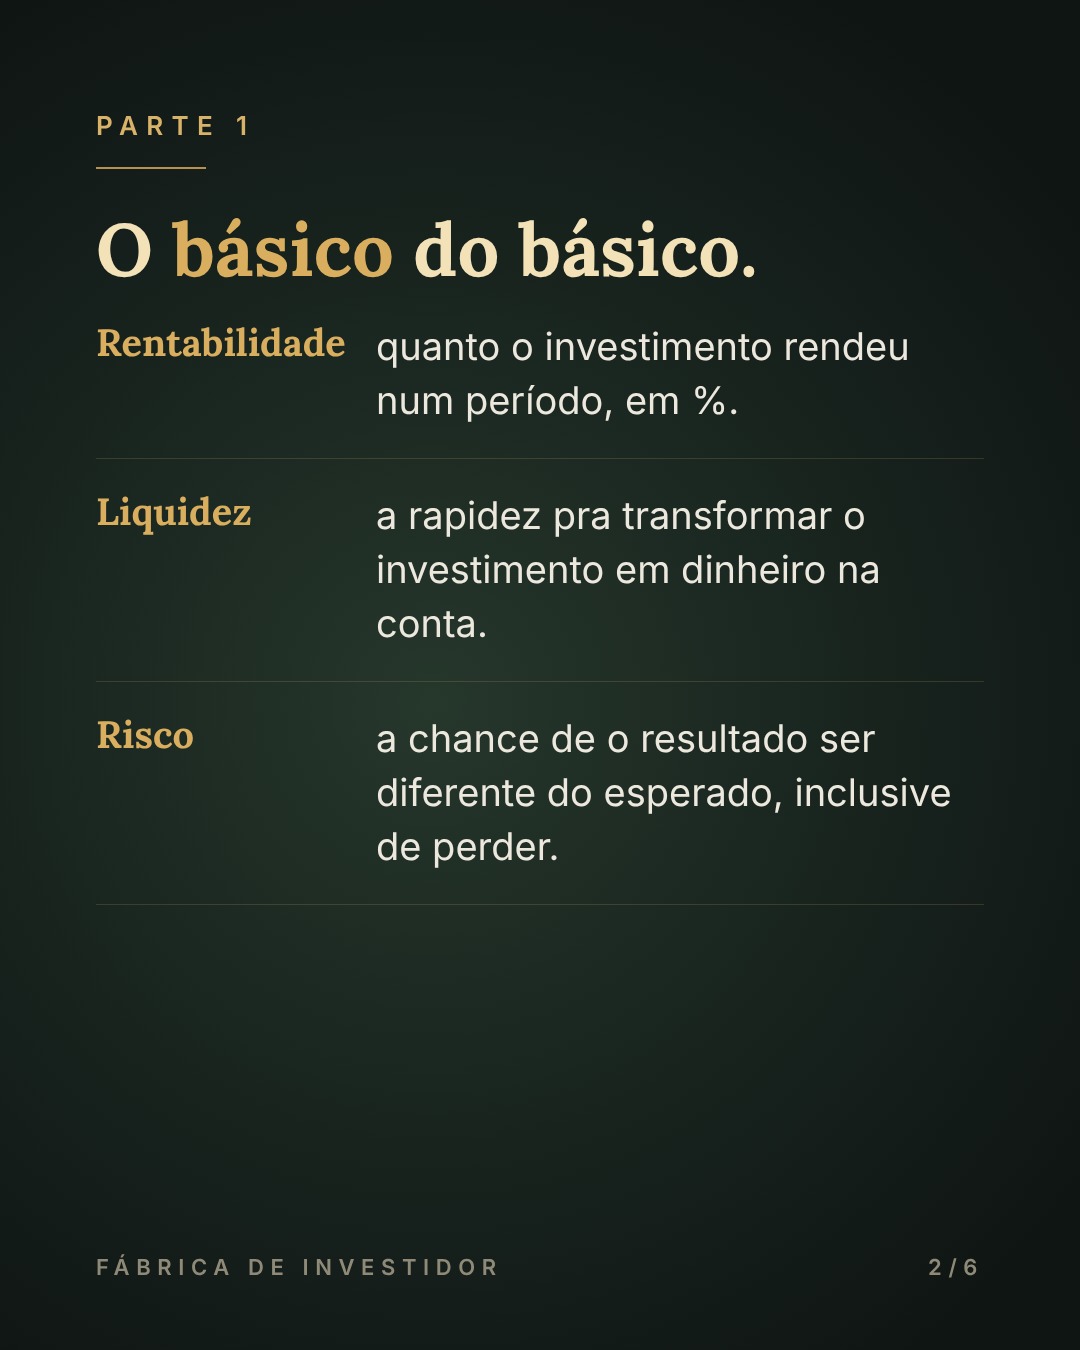 PARTE 1
O básico do básico.
Rentabilidade quanto o investimento rendeu
num período, em %.
Liquidez a rapidez pra transformar o
investimento em dinheiro na
conta.
Risco a chance de o resultado ser
diferente do esperado, inclusive
de perder.
FÁBRICA DE INVESTIDOR 2/6